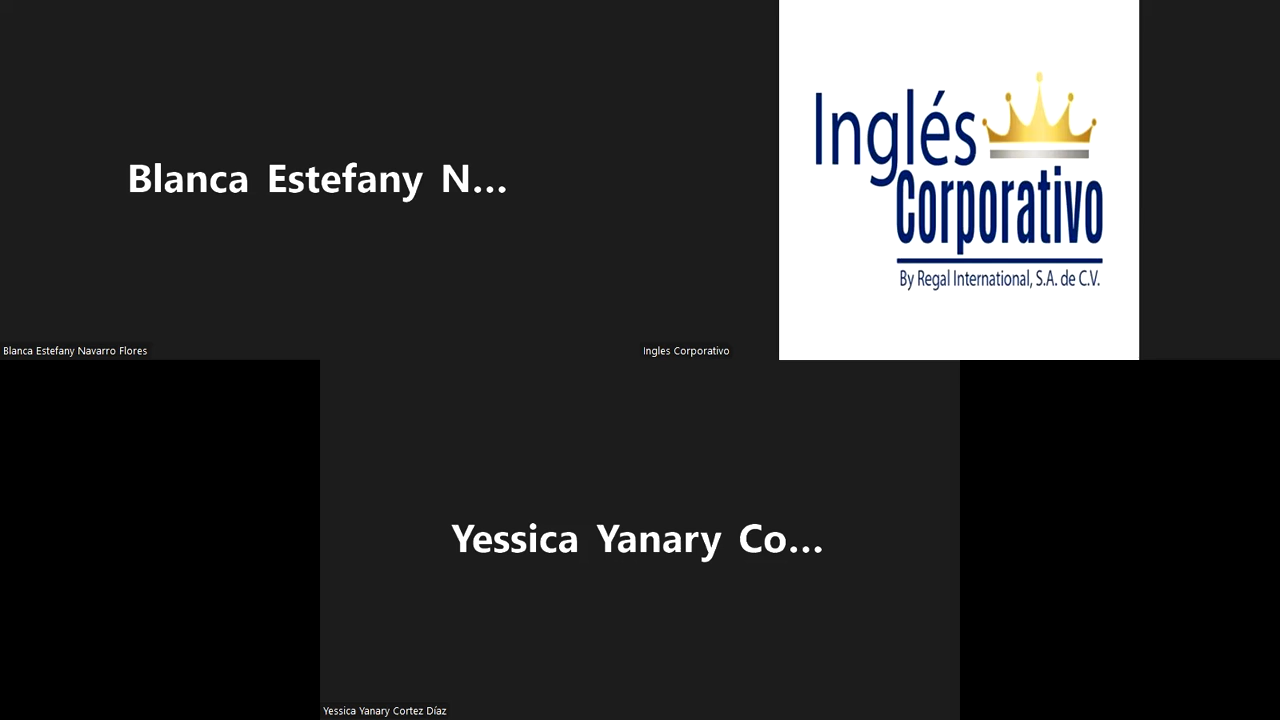 Blanca Estefany N...
Blanca Estefany Navarro Flores
Inglés
Corporativo
By Regal International, S.A. de C.V.
Ingles Corporativo
Yessica Yanary Co...
Yessica Yanary Cortez Díaz